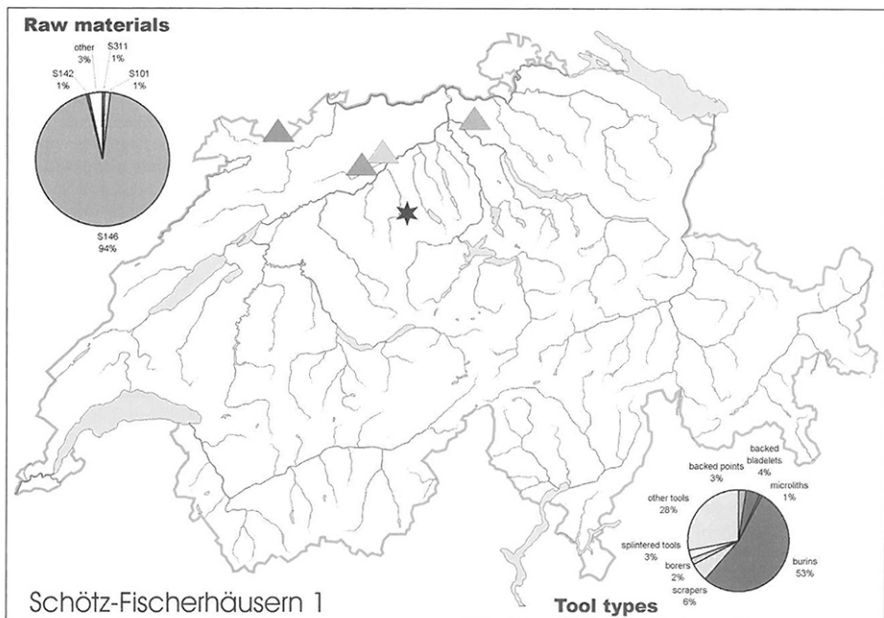 Raw materials
other
3%
S311
1%
S142
1%
S101
1%
S146
94%
backed points
3%
backed
bladelets
4%
microliths
1%
other tools
28%
splintered tools
3%
borers
2%
scrapers
6%
burins
53%
Schötz-Fischerhäusern 1
Tool types